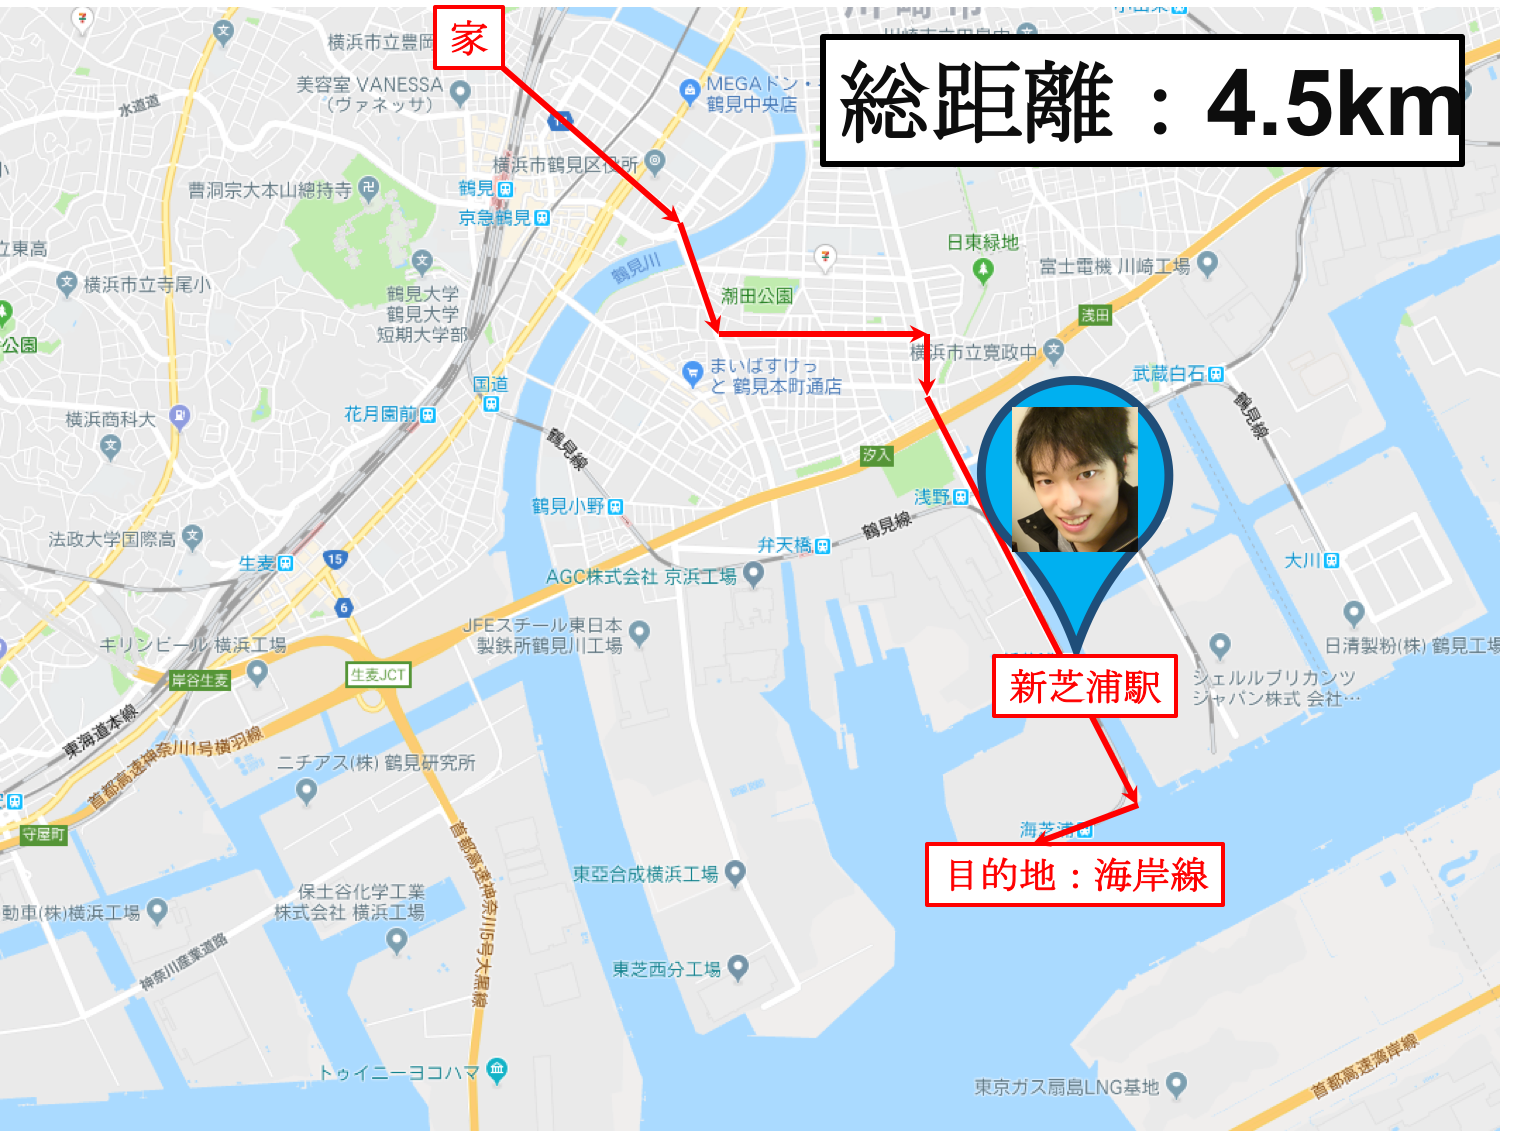 家
総距離：4.5km
横浜市立豊岡
美容室 VANESSA
（ヴァネッサ）
水道道
MEGAドン・
鶴見中央店
横浜市鶴見区役所
鶴見
京急鶴見
曹洞宗大本山總持寺
立東高
横浜市立寺尾小
公園
鶴見大学
鶴見大学
短期大学部
鶴見川
潮田公園
日東緑地
富士電機 川崎工場
浅田
横浜市立寛政中
武蔵白石
鶴見線
まいばすけっ
と 鶴見本町通店
国道
花月園前
横浜商科大
鶴見線
汐入
浅野
鶴見小野
鶴見線
弁天橋
大川
法政大学国際高
生麦
15
6
AGC株式会社 京浜工場
JFEスチール東日本
製鉄所鶴見川工場
日清製粉(株) 鶴見工場
キリンビール 横浜工場
岸谷生麦
生麦JCT
新芝浦駅
シェルルブリカンツ
ジャパン株式 会社…
東海道本線
首都高速神奈川1号横羽線
ニチアス(株) 鶴見研究所
守屋町
海芝浦
目的地：海岸線
首都高速神奈川5号大黒線
東亞合成横浜工場
保土谷化学工業
株式会社 横浜工場
動車(株)横浜工場
神奈川産業道路
東芝西分工場
トゥイニーヨコハマ
東京ガス扇島LNG基地
首都高速湾岸線